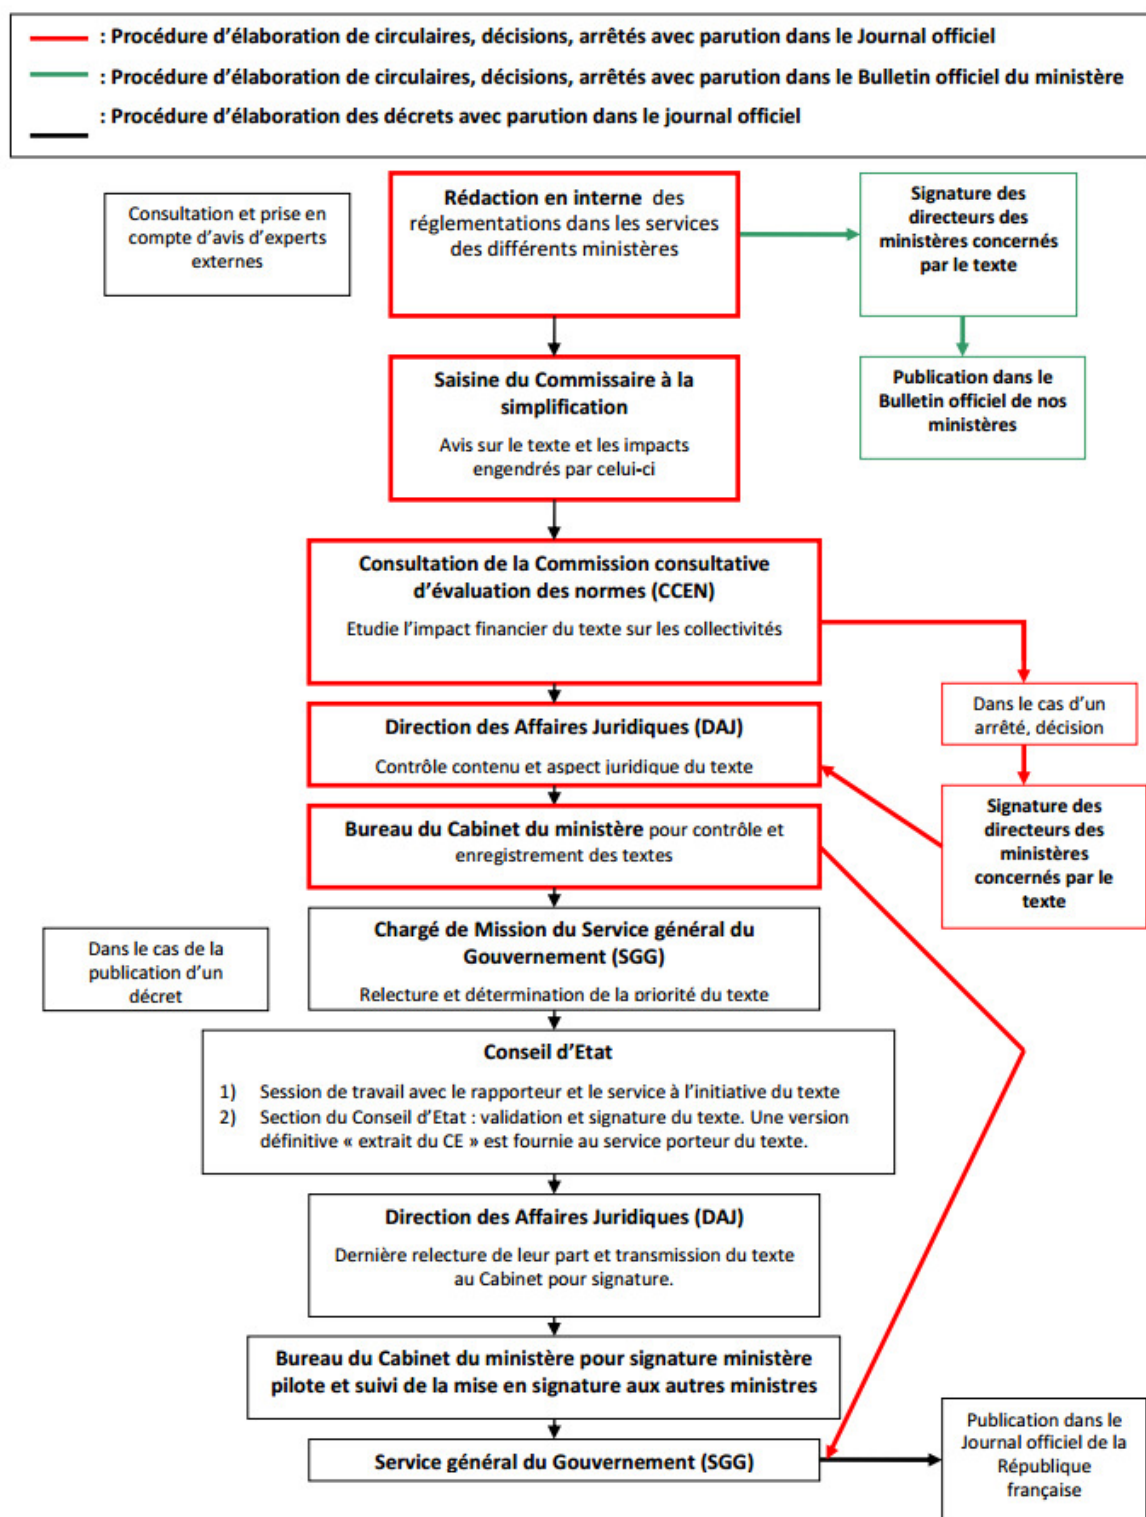 : Procédure d'élaboration de circulaires, décisions, arrêtés avec parution dans le Journal officiel
: Procédure d'élaboration de circulaires, décisions, arrêtés avec parution dans le Bulletin officiel du ministère
: Procédure d'élaboration des décrets avec parution dans le journal officiel
Consultation et prise en
compte d'avis d'experts
externes
Rédaction en interne des
réglementations dans les services
des différents ministères
Signature des
directeurs des
ministères concernés
par le texte
Saisine du Commissaire à la
simplification
Avis sur le texte et les impacts
engendrés par celui-ci
Publication dans le
Bulletin officiel de nos
ministères
Consultation de la Commission consultative
d'évaluation des normes (CCEN)
Etudie l'impact financier du texte sur les collectivités
Dans le cas d'un
arrêté, décision
Direction des Affaires Juridiques (DAJ)
Contrôle contenu et aspect juridique du texte
Signature des
directeurs des
ministères
concernés par le
texte
Bureau du Cabinet du ministère pour contrôle et
enregistrement des textes
Chargé de Mission du Service général du
Gouvernement (SGG)
Relecture et détermination de la priorité du texte
Dans le cas de la
publication d'un
décret
Conseil d'Etat
1) Session de travail avec le rapporteur et le service à l'initiative du texte
2) Section du Conseil d'Etat : validation et signature du texte. Une version
définitive « extrait du CE » est fournie au service porteur du texte.
Direction des Affaires Juridiques (DAJ)
Dernière relecture de leur part et transmission du texte
au Cabinet pour signature.
Bureau du Cabinet du ministère pour signature ministère
pilote et suivi de la mise en signature aux autres ministres
Service général du Gouvernement (SGG)
Publication dans le
Journal officiel de la
République
française